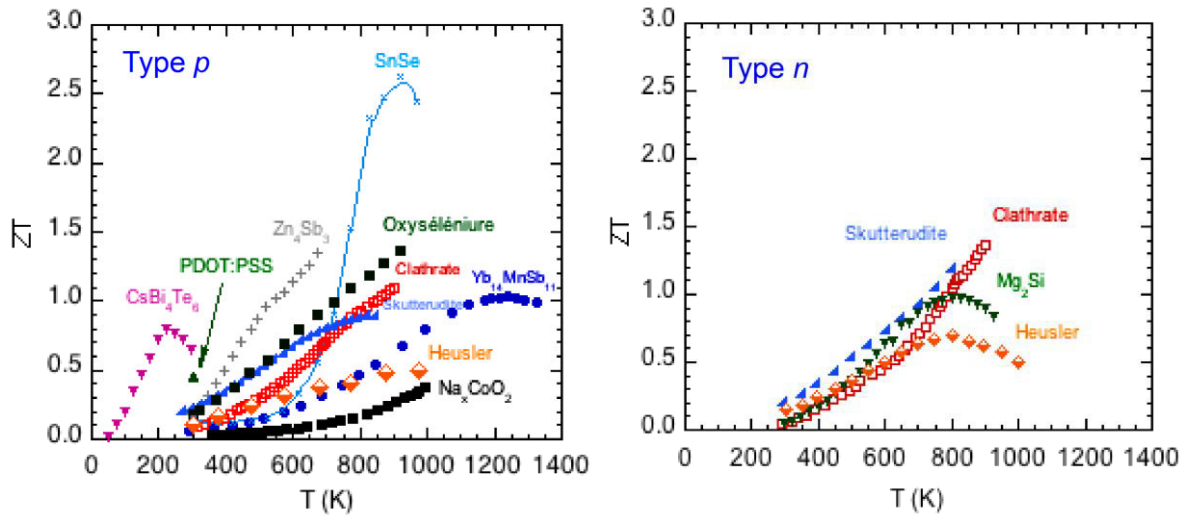 Type p
SnSe
Zn4Sb3
Oxyséléniure
PDOT:PSS
CsBi4Te6
Clathrate
Yb14MnSb11
Skutterudite
Heusler
NaxCoO2
3.0
2.5
2.0
1.5
1.0
0.5
0.0
ZT
0 200 400 600 800 1000 1200 1400
T (K)
Type n
Clathrate
Skutterudite
Mg2Si
Heusler
3.0
2.5
2.0
1.5
1.0
0.5
0.0
ZT
0 200 400 600 800 1000 1200 1400
T (K)